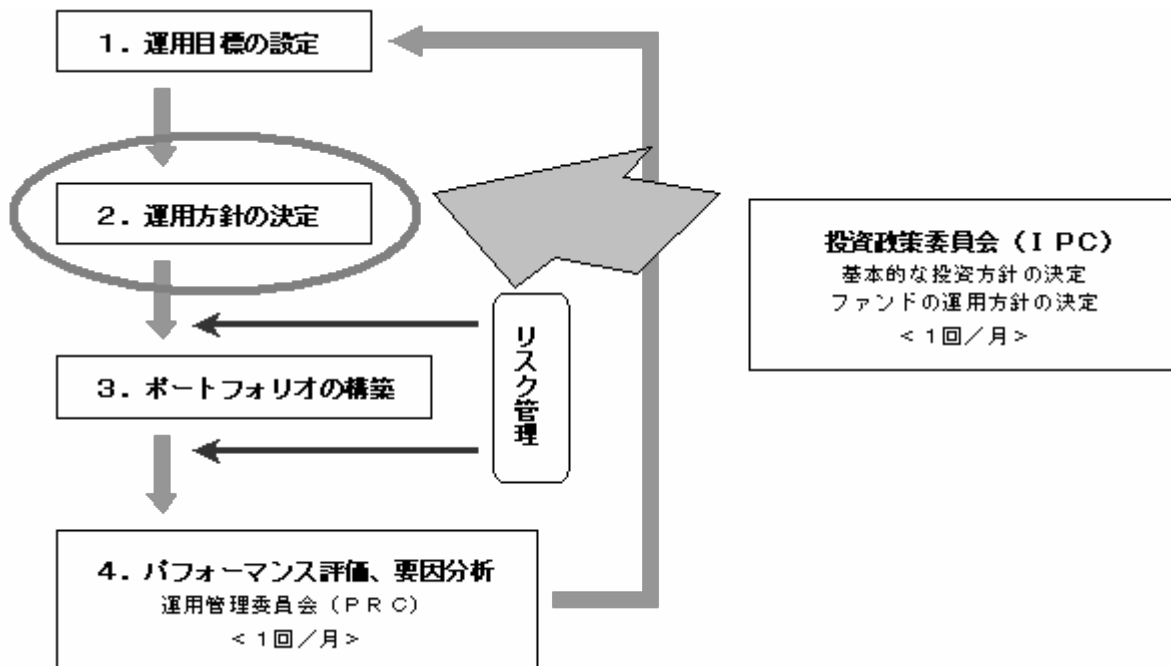 １．運用目標の設定
２．運用方針の決定
投資政策委員会（ＩＰＣ）
基本的な投資方針の決定
ファンドの運用方針の決定
＜１回／月＞
リスク管理
３．ポートフォリオの構築
４．パフォーマンス評価、要因分析
運用管理委員会（ＰＲＣ）
＜１回／月＞